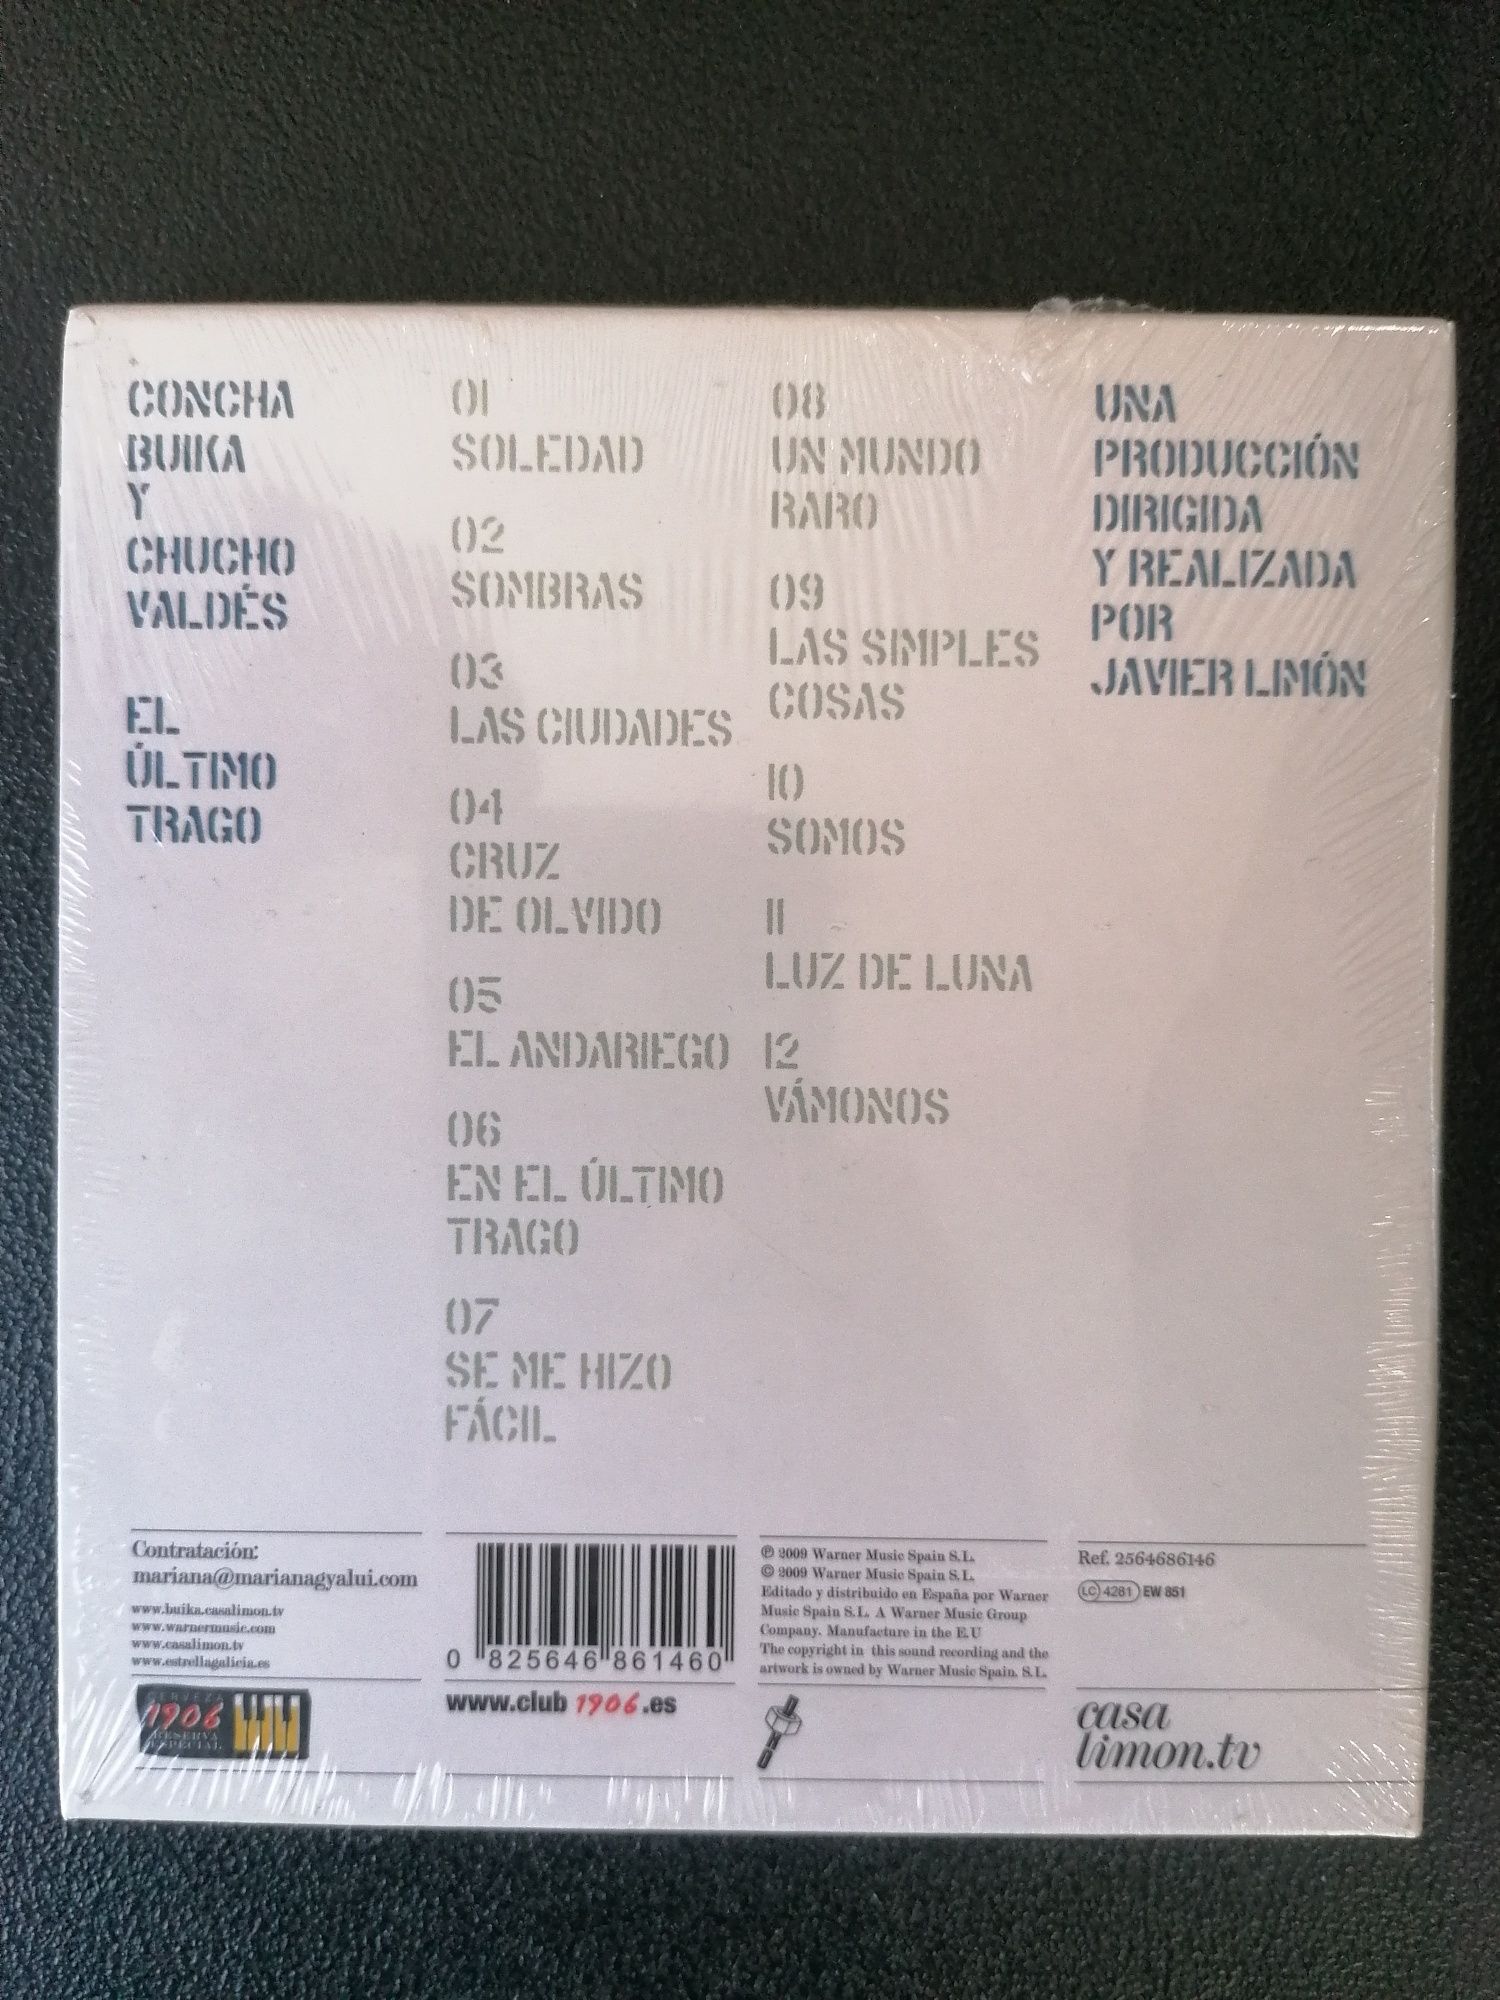 CONCHA
BUIKA
Y
CHUCHO
VALDÉS
EL
ÚLTIMO
TRAGO
01
SOLEDAD
02
SOMBRAS
03
LAS CIUDADES
04
CRUZ
DE OLVIDO
05
EL ANDARIEGO
06
EN EL ÚLTIMO
TRAGO
07
SE ME HIZO
FÁCIL
08
UN MUNDO
RARO
09
LAS SIMPLES
COSAS
10
SOMOS
11
LUZ DE LUNA
12
VÁMONOS
UNA
PRODUCCIÓN
DIRIGIDA
Y REALIZADA
POR
JAVIER LIMÓN
Contratación:
mariana@marianagyalui.com
www.buika.casalimon.tv
www.warnermusic.com
www.casalimon.tv
www.estrellagalicia.es
CERVEZA
1906
RESERVA
ESPECIAL
0 825646 861460
www.club 1906.es
℗ 2009 Warner Music Spain S.L.
© 2009 Warner Music Spain S.L.
Editado y distribuido en España por Warner
Music Spain S.L. A Warner Music Group
Company. Manufacture in the E.U
The copyright in this sound recording and the
artwork is owned by Warner Music Spain. S.L.
Ref. 2564686146
LC 4281 EW 851
casa
limon.tv